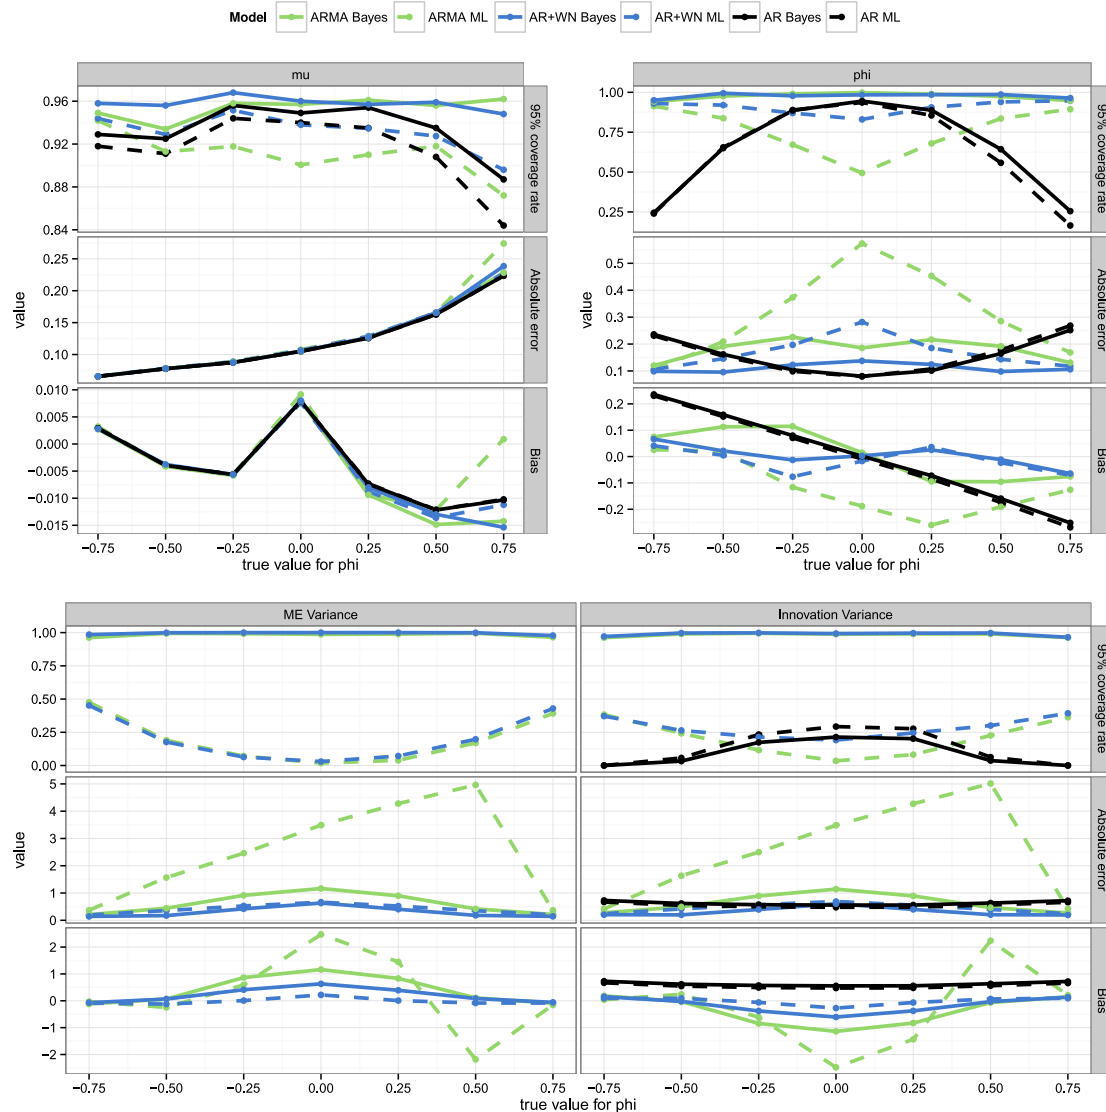 Model ARMA Bayes ARMA ML AR+WN Bayes AR+WN ML AR Bayes AR ML
mu
phi
0.96
0.92
0.88
0.84
95% coverage rate
1.00
0.75
0.50
0.25
95% coverage rate
value
0.25
0.20
0.15
0.10
Absolute error
value
0.5
0.4
0.3
0.2
0.1
Absolute error
0.010
0.005
0.000
−0.005
−0.010
−0.015
Bias
0.2
0.1
0.0
−0.1
−0.2
Bias
−0.75 −0.50 −0.25 0.00 0.25 0.50 0.75
true value for phi
−0.75 −0.50 −0.25 0.00 0.25 0.50 0.75
true value for phi
ME Variance
Innovation Variance
1.00
0.75
0.50
0.25
0.00
95% coverage rate
value
5
4
3
2
1
0
Absolute error
2
1
0
−1
−2
Bias
−0.75 −0.50 −0.25 0.00 0.25 0.50 0.75 −0.75 −0.50 −0.25 0.00 0.25 0.50 0.75
true value for phi